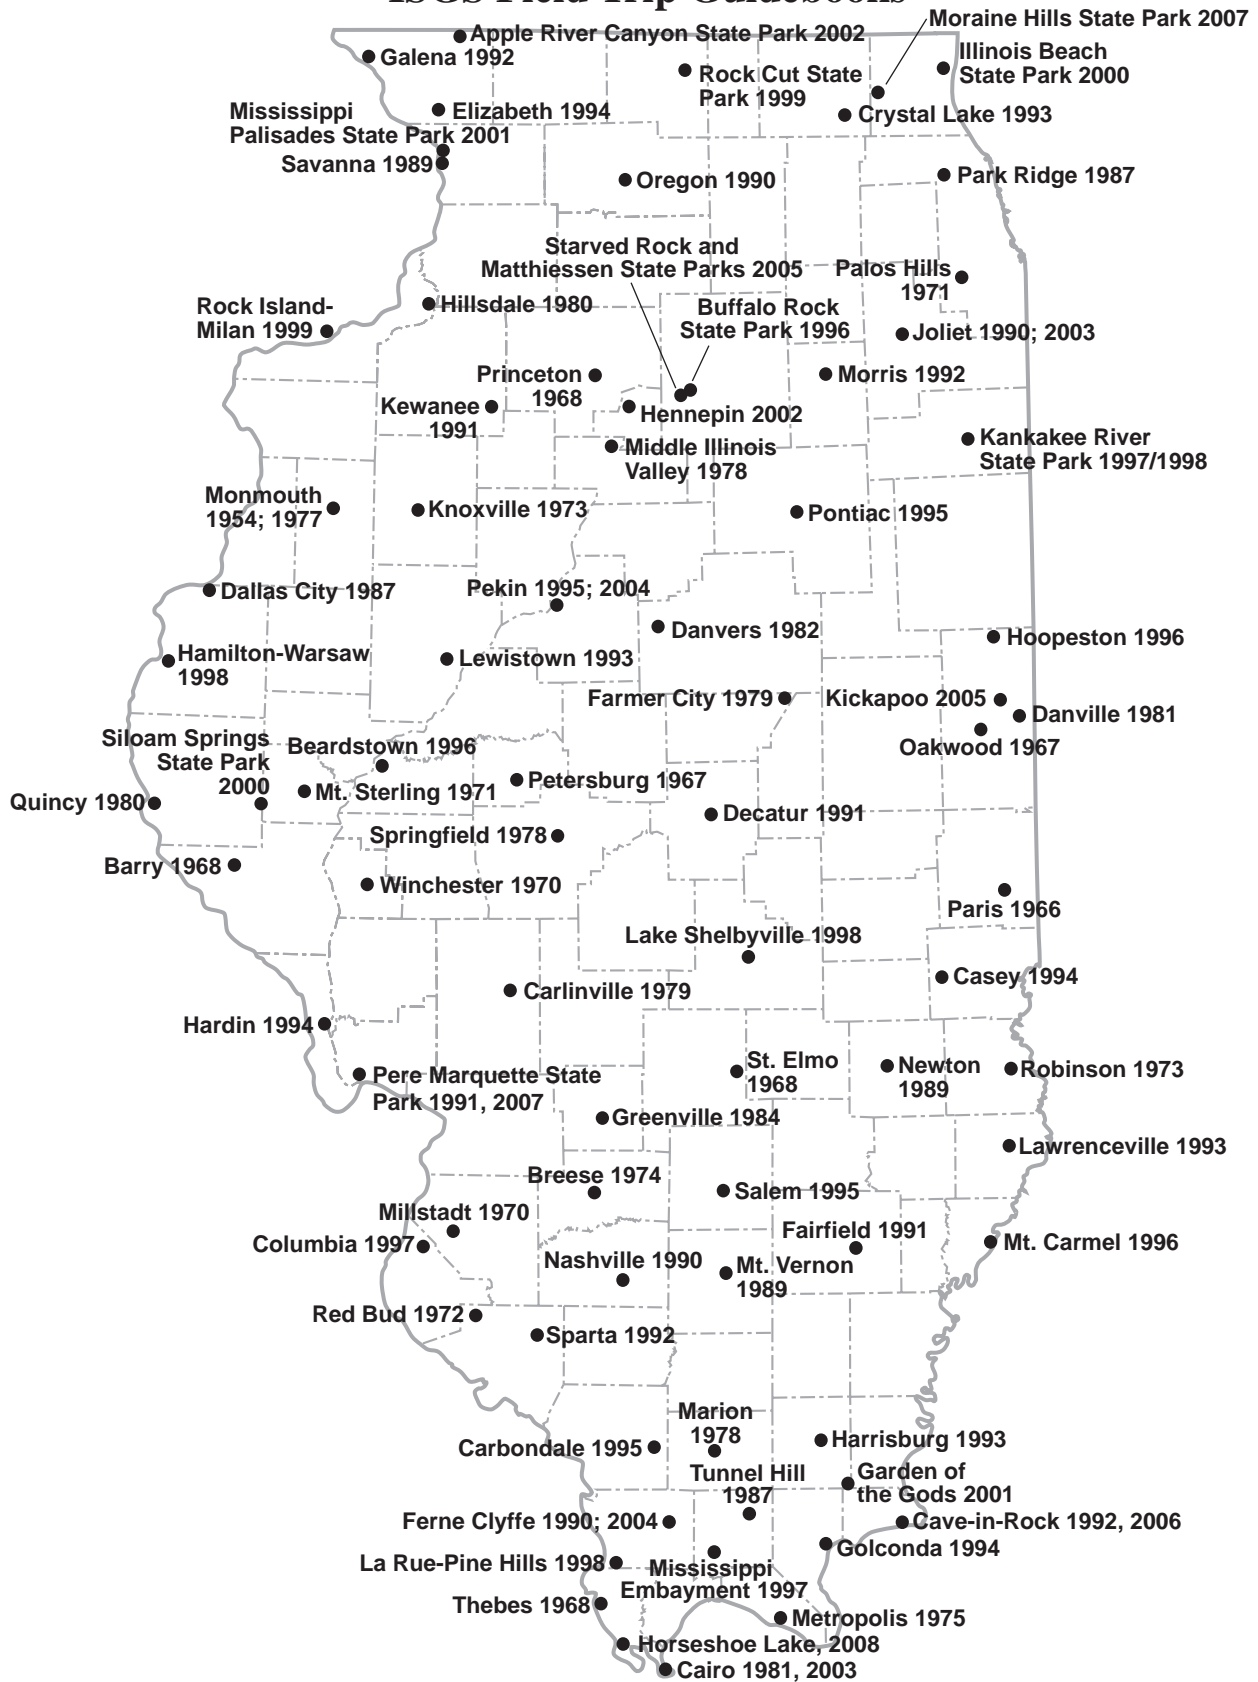 ISGS Field Trip Guidebooks
Moraine Hills State Park 2007
Apple River Canyon State Park 2002
Galena 1992
Illinois Beach
State Park 2000
Rock Cut State
Park 1999
Crystal Lake 1993
Elizabeth 1994
Mississippi
Palisades State Park 2001
Savanna 1989
Oregon 1990
Park Ridge 1987
Starved Rock and
Matthiessen State Parks 2005
Palos Hills
1971
Rock Island-
Milan 1999
Hillsdale 1980
Buffalo Rock
State Park 1996
Joliet 1990; 2003
Princeton
1968
Morris 1992
Kewanee
1991
Hennepin 2002
Middle Illinois
Valley 1978
Kankakee River
State Park 1997/1998
Monmouth
1954; 1977
Knoxville 1973
Pontiac 1995
Dallas City 1987
Pekin 1995; 2004
Danvers 1982
Hoopeston 1996
Hamilton-Warsaw
1998
Lewistown 1993
Farmer City 1979
Kickapoo 2005
Danville 1981
Oakwood 1967
Siloam Springs
State Park
2000
Beardstown 1996
Mt. Sterling 1971
Petersburg 1967
Quincy 1980
Decatur 1991
Springfield 1978
Barry 1968
Winchester 1970
Paris 1966
Lake Shelbyville 1998
Casey 1994
Carlinville 1979
Hardin 1994
St. Elmo
1968
Newton
1989
Robinson 1973
Pere Marquette State
Park 1991, 2007
Greenville 1984
Lawrenceville 1993
Breese 1974
Salem 1995
Millstadt 1970
Columbia 1997
Fairfield 1991
Mt. Carmel 1996
Nashville 1990
Mt. Vernon
1989
Red Bud 1972
Sparta 1992
Marion
1978
Carbondale 1995
Harrisburg 1993
Tunnel Hill
1987
Garden of
the Gods 2001
Ferne Clyffe 1990; 2004
Cave-in-Rock 1992, 2006
Golconda 1994
La Rue-Pine Hills 1998
Mississippi
Embayment 1997
Thebes 1968
Metropolis 1975
Horseshoe Lake, 2008
Cairo 1981, 2003